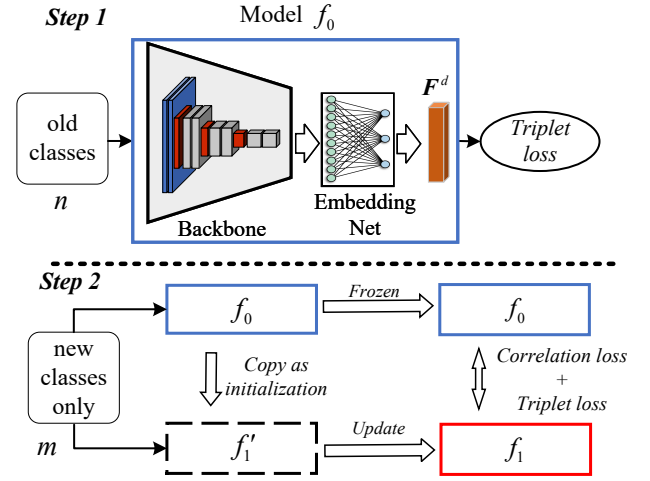 Step 1
Model f₀
old
classes
n
Backbone
Embedding
Net
Fᵈ
Triplet
loss
Step 2
new
classes
only
m
f₀
Frozen
f₀
Copy as
initialization
Correlation loss
+
Triplet loss
f₁′
Update
f₁